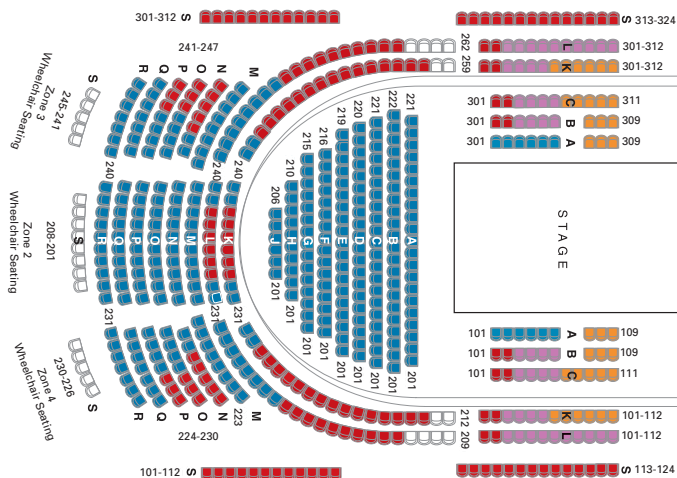 301-312 S
S 313-324
241-247
R Q P O N M
262
L 301-312
259
K 301-312
S
245-241
Zone 3
Wheelchair Seating
301 C 311
301 B 309
301 A 309
240
240
240
206 210 215 216 219 220 221 222 221
S
208-201
Zone 2
Wheelchair Seating
R Q P O N M L K
J H G F E D C B A
201 201 201 201 201 201 201 201 201
STAGE
231
231
231
S
230-226
Zone 4
Wheelchair Seating
101 A 109
101 B 109
101 C 111
R Q P O N
223
M
224-230
212
K 101-112
209
L 101-112
101-112 S
S 113-124